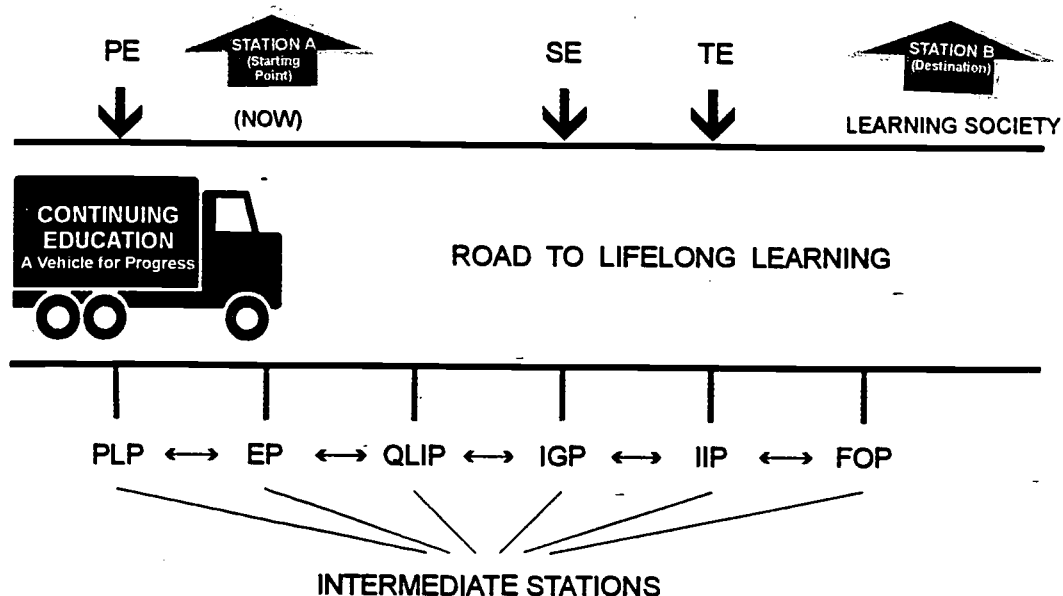 PE
STATION A
(Starting
Point)
(NOW)
SE
TE
STATION B
(Destination)
LEARNING SOCIETY
CONTINUING
EDUCATION
A Vehicle for Progress
ROAD TO LIFELONG LEARNING
PLP ↔ EP ↔ QLIP ↔ IGP ↔ IIP ↔ FOP
INTERMEDIATE STATIONS